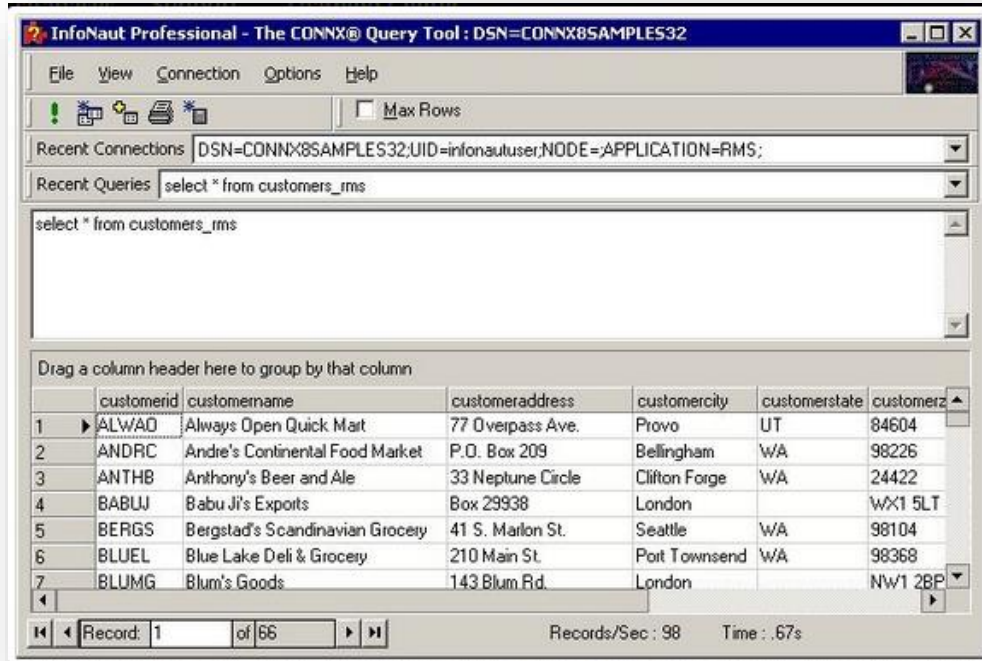 InfoNaut Professional - The CONNX® Query Tool : DSN=CONNX8SAMPLES32
File View Connection Options Help
Max Rows
Recent Connections DSN=CONNX8SAMPLES32;UID=infonautuser;NODE=;APPLICATION=RMS;
Recent Queries select * from customers_rms
select * from customers_rms
Drag a column header here to group by that column
customerid customername customeraddress customercity customerstate customerz
1 ALWAO Always Open Quick Mart 77 Overpass Ave. Provo UT 84604
2 ANDRC Andre's Continental Food Market P.O. Box 209 Bellingham WA 98226
3 ANTHB Anthony's Beer and Ale 33 Neptune Circle Clifton Forge WA 24422
4 BABUJ Babu Ji's Exports Box 29938 London WX1 5LT
5 BERGS Bergstad's Scandinavian Grocery 41 S. Marlon St. Seattle WA 98104
6 BLUEL Blue Lake Deli & Grocery 210 Main St. Port Townsend WA 98368
7 BLUMG Blum's Goods 143 Blum Rd. London NW1 2BP
Record: 1 of 66 Records/Sec : 98 Time : .67s